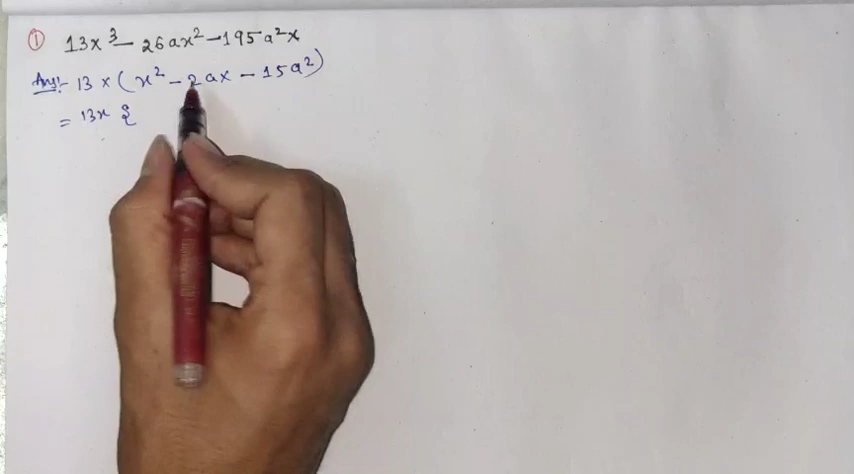 ① 13x³ - 26ax² - 195a²x
Ans:- 13x (x² - 2ax - 15a²)
= 13x {